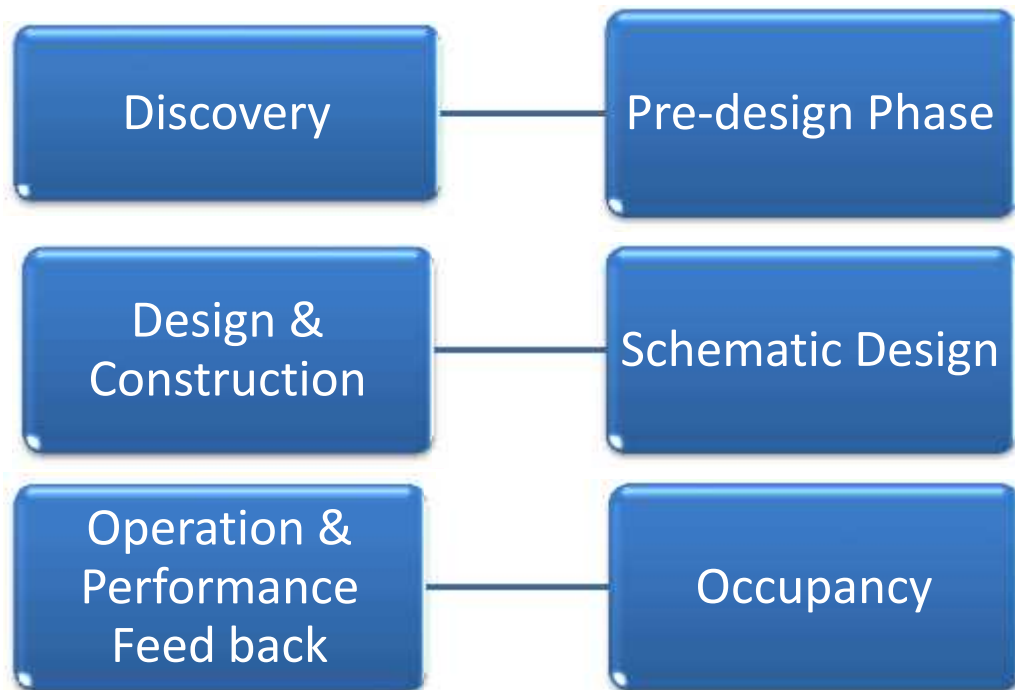 Discovery
Pre-design Phase
Design &
Construction
Schematic Design
Operation &
Performance
Feed back
Occupancy